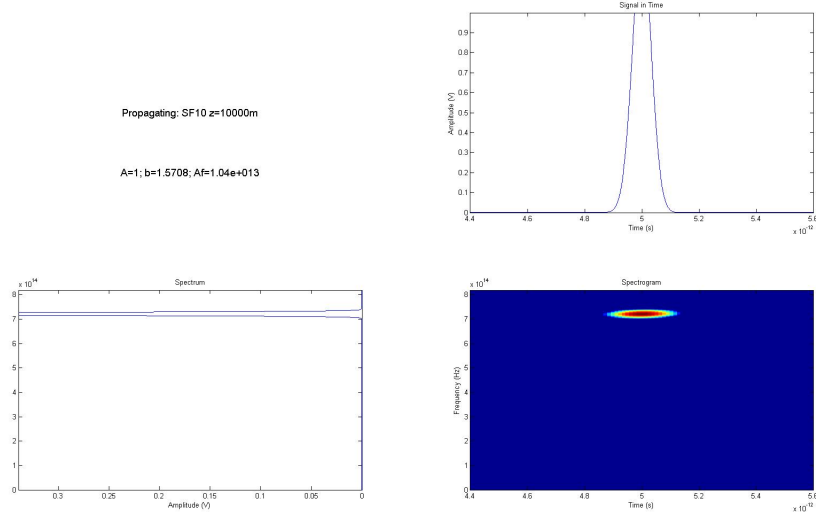 Signal in Time
Propagating: SF10 z=10000m
A=1; b=1.5708; Af=1.04e+013
0.9
0.8
0.7
0.6
0.5
0.4
0.3
0.2
0.1
0
Amplitude (V)
4.4 4.6 4.8 5 5.2 5.4 5.6
Time (s)
x 10^-12
Spectrum
x 10^14
8
7
6
5
4
3
2
1
0
0.3 0.25 0.2 0.15 0.1 0.05 0
Amplitude (V)
Spectrogram
x 10^14
8
7
6
5
4
3
2
1
0
Frequency (Hz)
4.4 4.6 4.8 5 5.2 5.4 5.6
Time (s)
x 10^-12